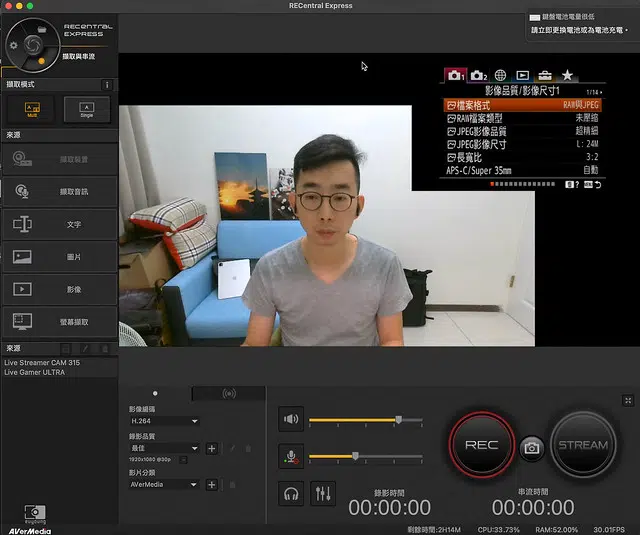 RECentral Express
鍵盤電池電量很低
請立即更換電池或為電池充電。
RECENTRAL
EXPRESS
擷取與串流
擷取模式
Multi
Single
來源
擷取裝置
擷取音訊
文字
圖片
影像
螢幕擷取
來源
Live Streamer CAM 315
Live Gamer ULTRA
影像品質/影像尺寸1
1/14
檔案格式 RAW與JPEG
RAW檔案類型 未壓縮
JPEG影像品質 超精細
JPEG影像尺寸 L: 24M
長寬比 3:2
APS-C/Super 35mm 自動
影像編碼
H.264
錄影品質
最佳
1920x1080 @30p
影片分類
AVerMedia
REC
STREAM
錄影時間
00:00:00
串流時間
00:00:00
AVerMedia
剩餘時間:2H14M CPU:33.73% RAM:52.00% 30.01FPS